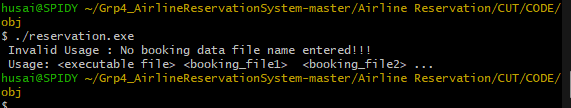 husai@SPIDY ~/Grp4_AirlineReservationSystem-master/Airline Reservation/CUT/CODE/
obj
$ ./reservation.exe
 Invalid Usage : No booking data file name entered!!!
 Usage: <executable file> <booking_file1>  <booking_file2> ...
husai@SPIDY ~/Grp4_AirlineReservationSystem-master/Airline Reservation/CUT/CODE/
obj
$